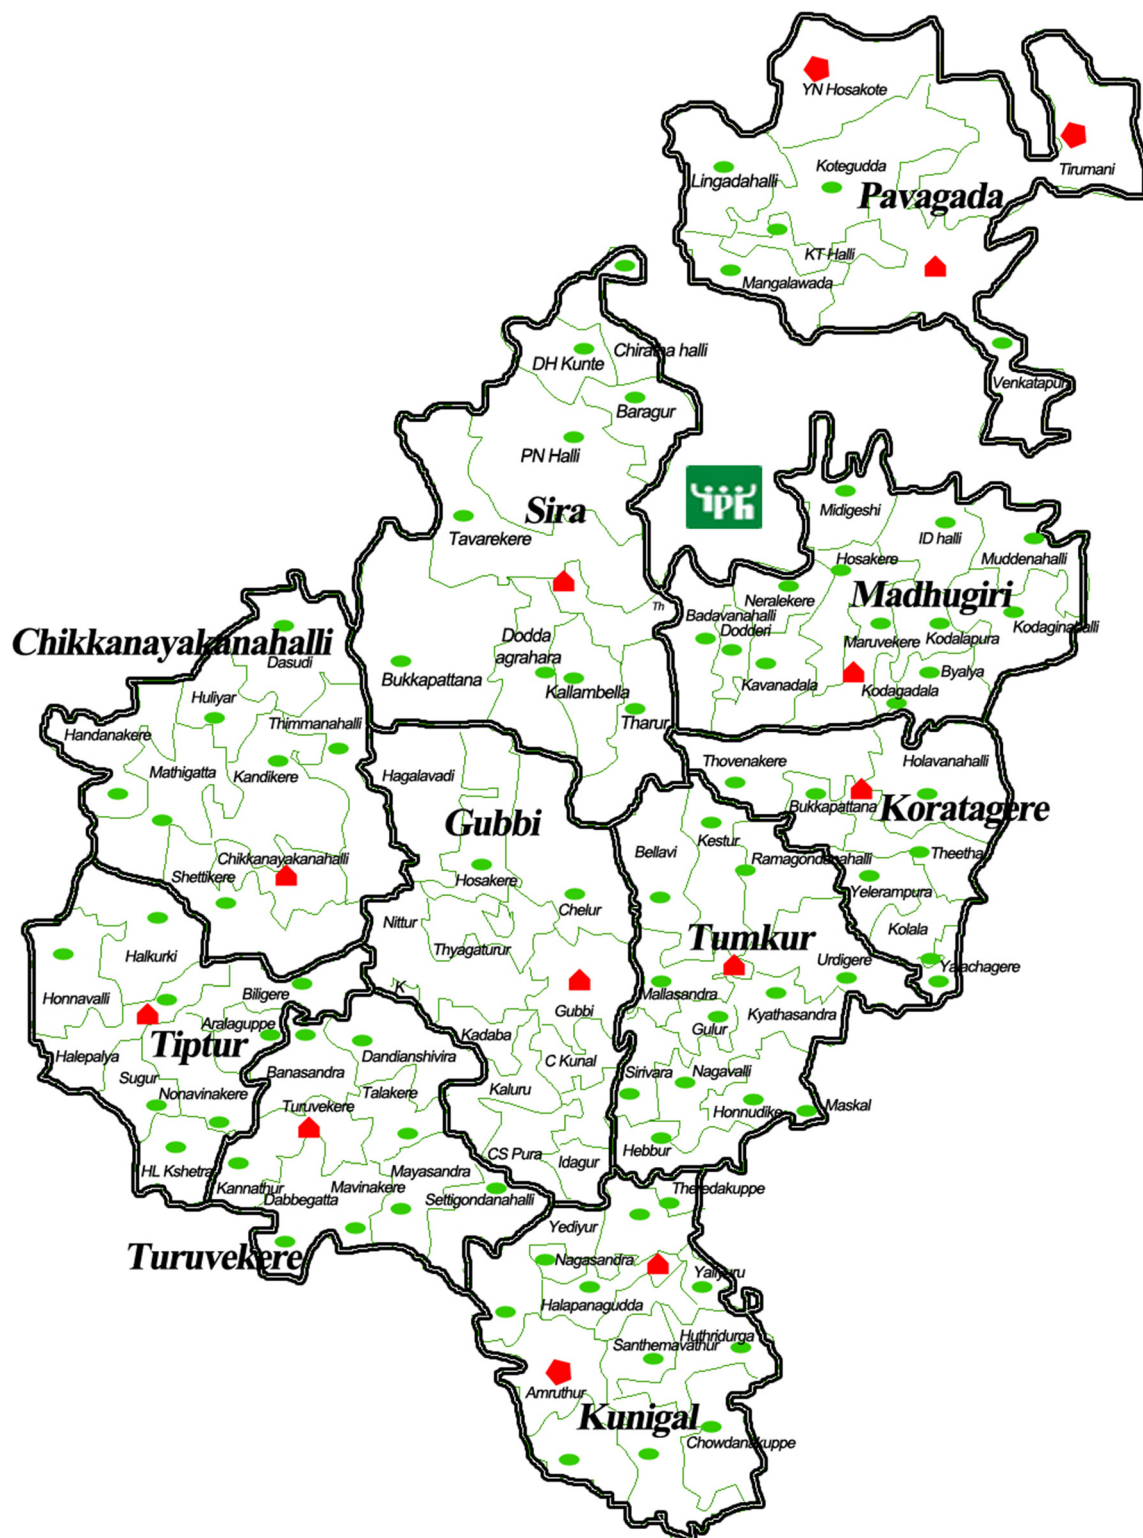 YN Hosakote
Tirumani
Kotegudda
Lingadahalli
Pavagada
KT Halli
Mangalawada
Venkatapur
Chiratha halli
DH Kunte
Baragur
PN Halli
Sira
Tavarekere
iph
Midigeshi
ID halli
Muddenahalli
Hosakere
Neralekere
Madhugiri
Th
Badavanahalli
Dodderi
Maruvekere
Kodalapura
Kodaginahalli
Kavanadala
Byalya
Kodagadala
Dodda
agrahara
Bukkapattana
Kallambella
Tharur
Chikkanayakanahalli
Dasudi
Huliyar
Thimmanahalli
Handanakere
Mathigatta
Kandikere
Chikkanayakanahalli
Shettikere
Hagalavadi
Gubbi
Hosakere
Chelur
Nittur
Thyagaturur
K
Gubbi
Kadaba
C Kunal
Kaluru
CS Pura
Idagur
Thovenakere
Holavanahalli
Bukkapattana
Koratagere
Theetha
Yelerampura
Kolala
Yalachagere
Kestur
Bellavi
Ramagondanahalli
Tumkur
Urdigere
Mallasandra
Kyathasandra
Gulur
Sirivara
Nagavalli
Honnudike
Maskal
Hebbur
Halkurki
Honnavalli
Biligere
Aralaguppe
Tiptur
Halepalya
Sugur
Nonavinakere
HL Kshetra
Dandianshivira
Banasandra
Talakere
Turuvekere
Mayasandra
Kannathur
Mavinakere
Dabbegatta
Settigondanahalli
Turuvekere
Theredakuppe
Yediyur
Nagasandra
Yaliyuru
Halapanagudda
Huthridurga
Santhemavathur
Amruthur
Kunigal
Chowdanakuppe